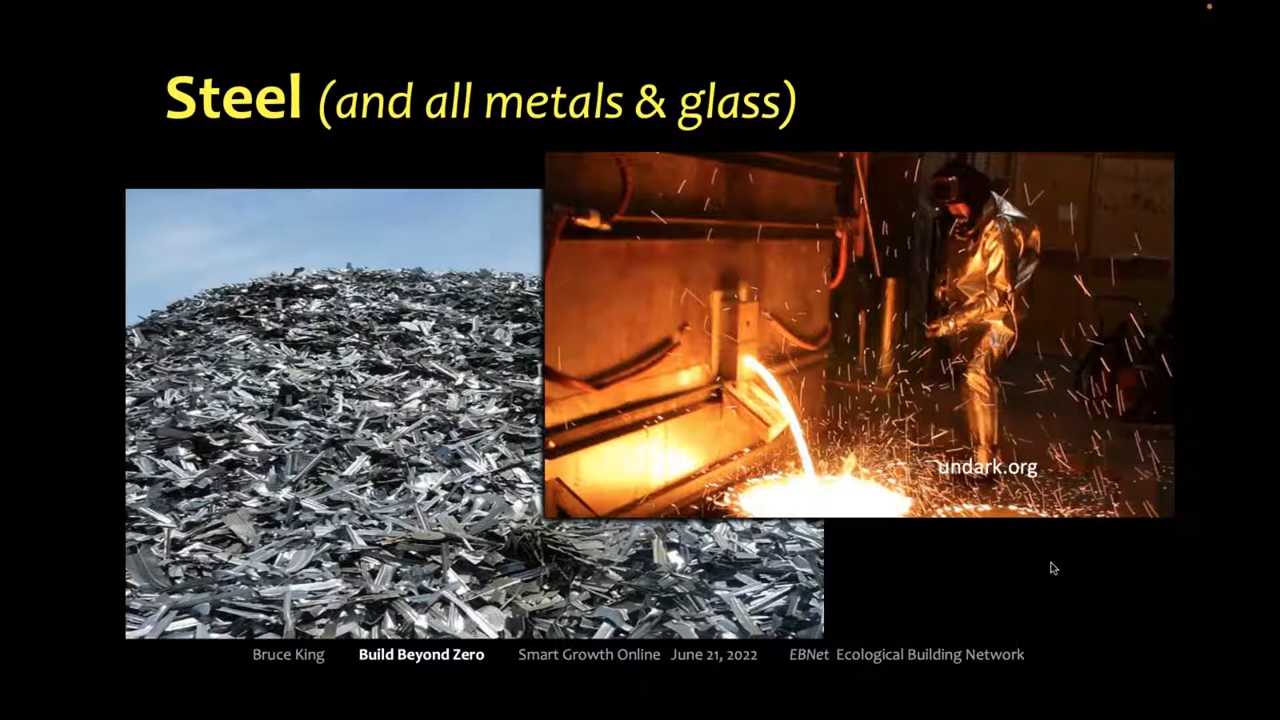 Steel (and all metals & glass)
undark.org
Bruce King Build Beyond Zero Smart Growth Online June 21, 2022 EBNet Ecological Building Network